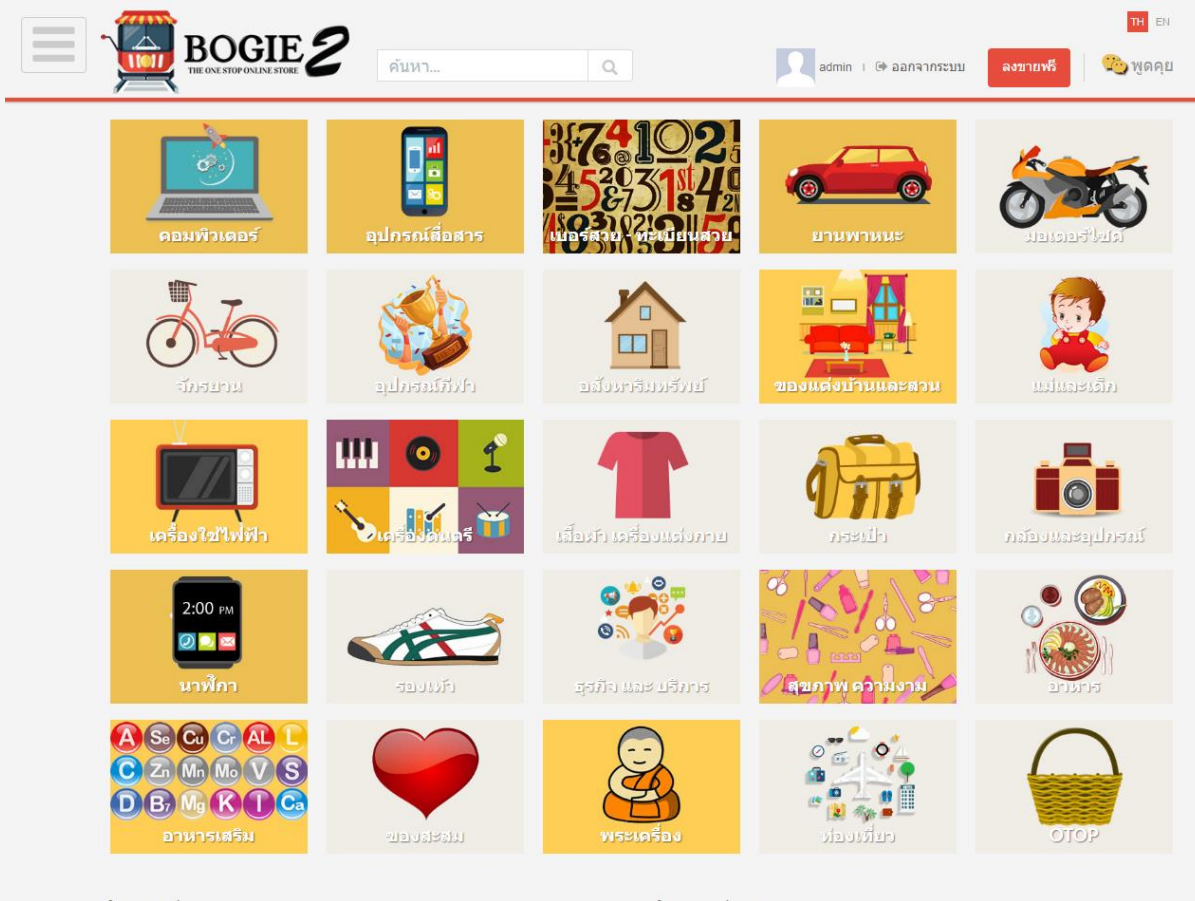 TH EN
BOGIE 2
THE ONE STOP ONLINE STORE
ค้นหา...
admin
ออกจากระบบ
ลงขายฟรี
พูดคุย
คอมพิวเตอร์
อุปกรณ์สื่อสาร
เบอร์สวย - ทะเบียนสวย
ยานพาหนะ
มอเตอร์ไซค์
จักรยาน
อุปกรณ์กีฬา
อสังหาริมทรัพย์
ของแต่งบ้านและสวน
แม่และเด็ก
เครื่องใช้ไฟฟ้า
เครื่องดนตรี
เสื้อผ้า เครื่องแต่งกาย
กระเป๋า
กล้องและอุปกรณ์
2:00 PM
นาฬิกา
รองเท้า
ธุรกิจ และ บริการ
สุขภาพ ความงาม
อาหาร
A Se Cu Cr AL L
C Zn Mn Mo V S
D B7 Mg K I Ca
อาหารเสริม
ของสะสม
พระเครื่อง
ท่องเที่ยว
OTOP